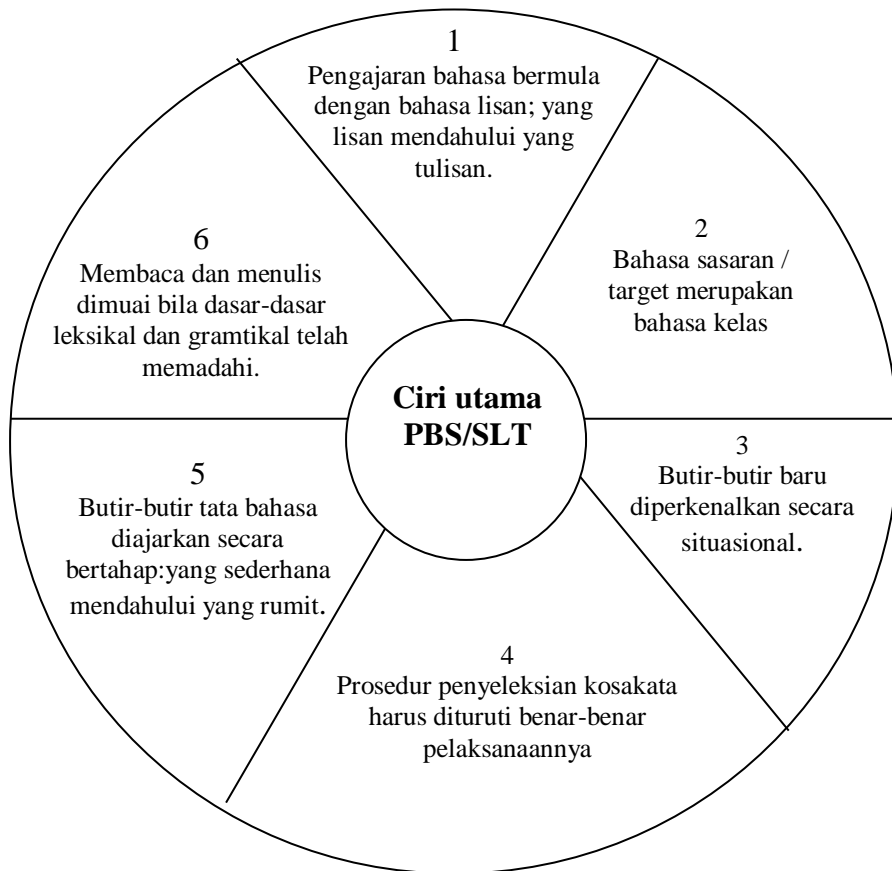 1
Pengajaran bahasa bermula
dengan bahasa lisan; yang
lisan mendahului yang
tulisan.
2
Bahasa sasaran /
target merupakan
bahasa kelas
3
Butir-butir baru
diperkenalkan secara
situasional.
4
Prosedur penyeleksian kosakata
harus dituruti benar-benar
pelaksanaannya
5
Butir-butir tata bahasa
diajarkan secara
bertahap:yang sederhana
mendahului yang rumit.
6
Membaca dan menulis
dimuai bila dasar-dasar
leksikal dan gramtikal telah
memadahi.
Ciri utama
PBS/SLT